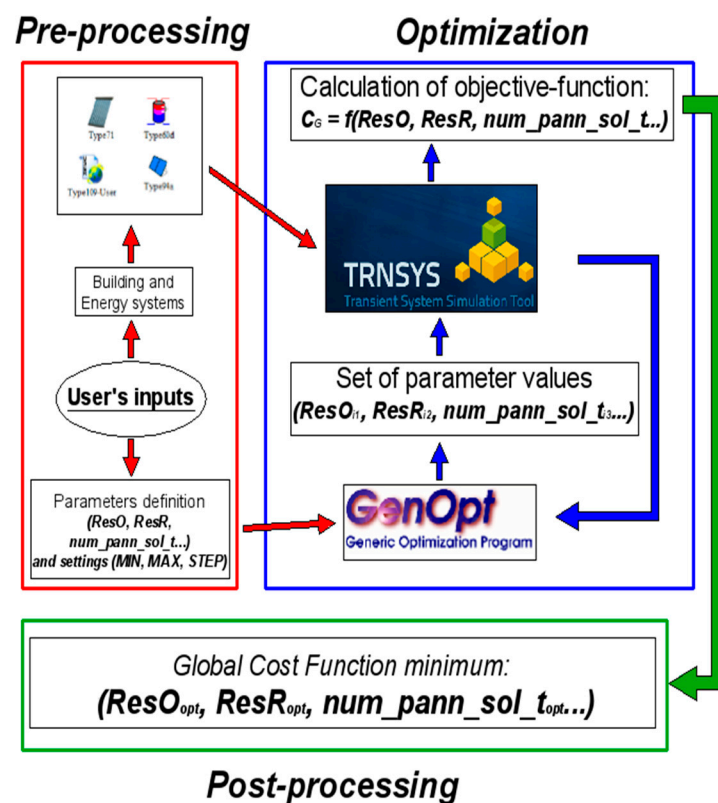 Pre-processing
Optimization
Type71
Type60d
Type109-User
Type94a
Building and
Energy systems
User's inputs
Parameters definition
(ResO, ResR,
num_pann_sol_t...)
and settings (MIN, MAX, STEP)
Calculation of objective-function:
CG = f(ResO, ResR, num_pann_sol_t...)
TRNSYS
Transient System Simulation Tool
Set of parameter values
(ResOi1, ResRi2, num_pann_sol_ti3...)
GenOpt
Generic Optimization Program
Global Cost Function minimum:
(ResOopt, ResRopt, num_pann_sol_topt...)
Post-processing